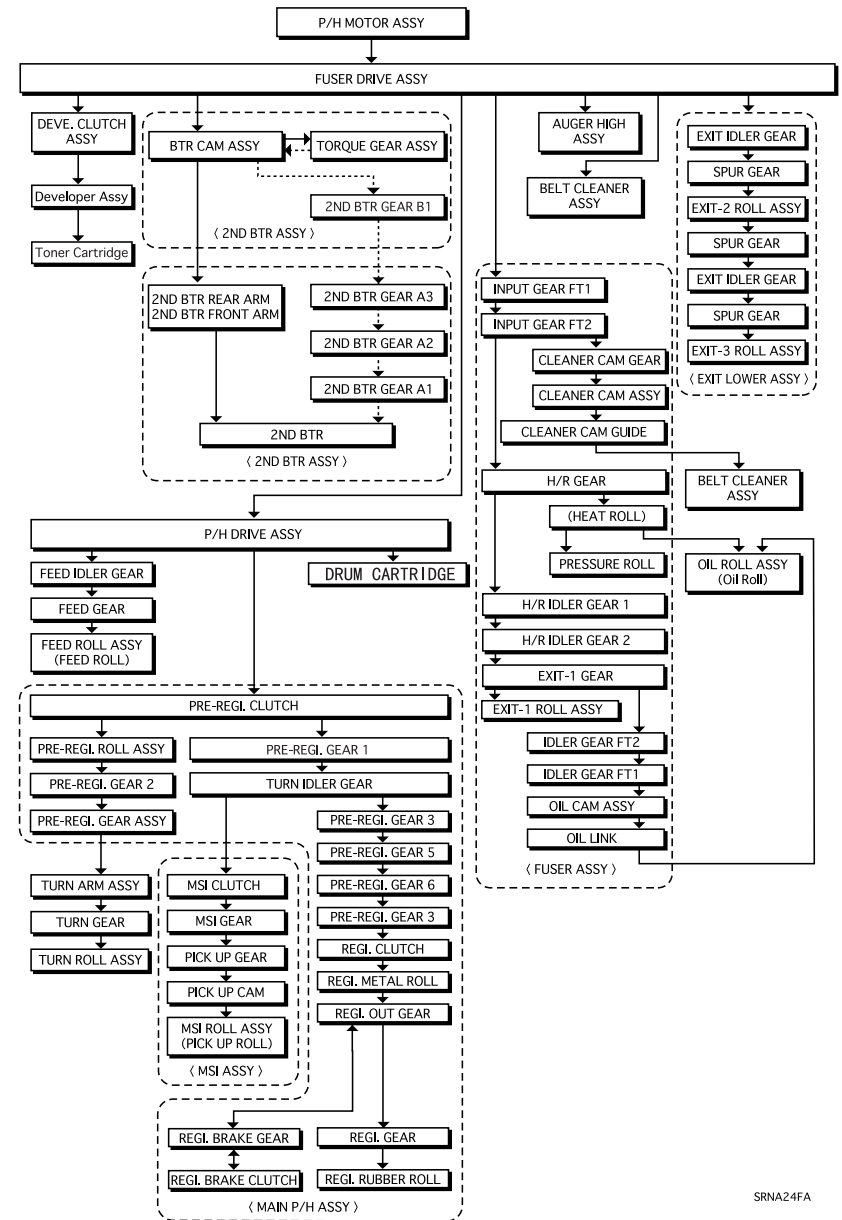 P/H MOTOR ASSY
FUSER DRIVE ASSY
DEVE. CLUTCH
ASSY
Developer Assy
Toner Cartridge
BTR CAM ASSY
TORQUE GEAR ASSY
2ND BTR GEAR B1
〈 2ND BTR ASSY 〉
2ND BTR REAR ARM
2ND BTR FRONT ARM
2ND BTR GEAR A3
2ND BTR GEAR A2
2ND BTR GEAR A1
2ND BTR
〈 2ND BTR ASSY 〉
AUGER HIGH
ASSY
BELT CLEANER
ASSY
EXIT IDLER GEAR
SPUR GEAR
EXIT-2 ROLL ASSY
SPUR GEAR
EXIT IDLER GEAR
SPUR GEAR
EXIT-3 ROLL ASSY
〈 EXIT LOWER ASSY 〉
INPUT GEAR FT1
INPUT GEAR FT2
CLEANER CAM GEAR
CLEANER CAM ASSY
CLEANER CAM GUIDE
H/R GEAR
BELT CLEANER
ASSY
(HEAT ROLL)
PRESSURE ROLL
OIL ROLL ASSY
(Oil Roll)
H/R IDLER GEAR 1
H/R IDLER GEAR 2
EXIT-1 GEAR
EXIT-1 ROLL ASSY
IDLER GEAR FT2
IDLER GEAR FT1
OIL CAM ASSY
OIL LINK
〈 FUSER ASSY 〉
P/H DRIVE ASSY
FEED IDLER GEAR
FEED GEAR
FEED ROLL ASSY
(FEED ROLL)
DRUM CARTRIDGE
PRE-REGI. CLUTCH
PRE-REGI. ROLL ASSY
PRE-REGI. GEAR 2
PRE-REGI. GEAR ASSY
PRE-REGI. GEAR 1
TURN IDLER GEAR
TURN ARM ASSY
TURN GEAR
TURN ROLL ASSY
MSI CLUTCH
MSI GEAR
PICK UP GEAR
PICK UP CAM
MSI ROLL ASSY
(PICK UP ROLL)
〈 MSI ASSY 〉
PRE-REGI. GEAR 3
PRE-REGI. GEAR 5
PRE-REGI. GEAR 6
PRE-REGI. GEAR 3
REGI. CLUTCH
REGI. METAL ROLL
REGI. OUT GEAR
REGI. BRAKE GEAR
REGI. BRAKE CLUTCH
REGI. GEAR
REGI. RUBBER ROLL
〈 MAIN P/H ASSY 〉
SRNA24FA